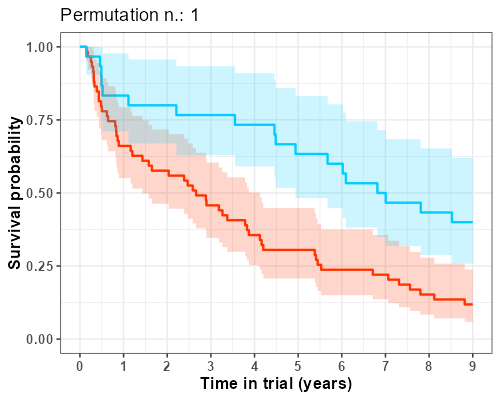 Permutation n.: 1
Survival probability
1.00
0.75
0.50
0.25
0.00
0 1 2 3 4 5 6 7 8 9
Time in trial (years)